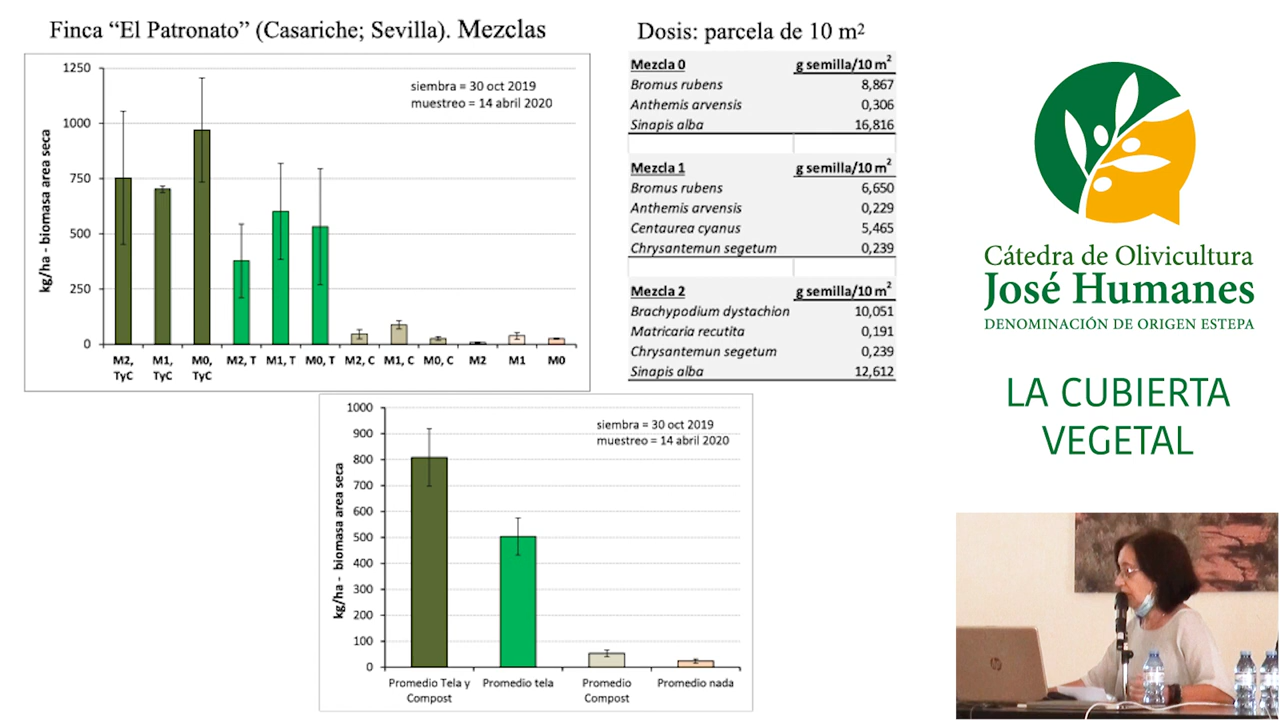 Finca “El Patronato” (Casariche; Sevilla). Mezclas
kg/ha - biomasa area seca
1250
1000
750
500
250
0
siembra = 30 oct 2019
muestreo = 14 abril 2020
M2, TyC
M1, TyC
M0, TyC
M2, T
M1, T
M0, T
M2, C
M1, C
M0, C
M2
M1
M0
Dosis: parcela de 10 m²
Mezcla 0 g semilla/10 m²
Bromus rubens 8,867
Anthemis arvensis 0,306
Sinapis alba 16,816
Mezcla 1 g semilla/10 m²
Bromus rubens 6,650
Anthemis arvensis 0,229
Centaurea cyanus 5,465
Chrysantemun segetum 0,239
Mezcla 2 g semilla/10 m²
Brachypodium dystachion 10,051
Matricaria recutita 0,191
Chrysantemun segetum 0,239
Sinapis alba 12,612
kg/ha - biomasa area seca
1000
900
800
700
600
500
400
300
200
100
0
siembra = 30 oct 2019
muestreo = 14 abril 2020
Promedio Tela y Compost
Promedio tela
Promedio Compost
Promedio nada
Cátedra de Olivicultura
José Humanes
DENOMINACIÓN DE ORIGEN ESTEPA
LA CUBIERTA
VEGETAL
hp